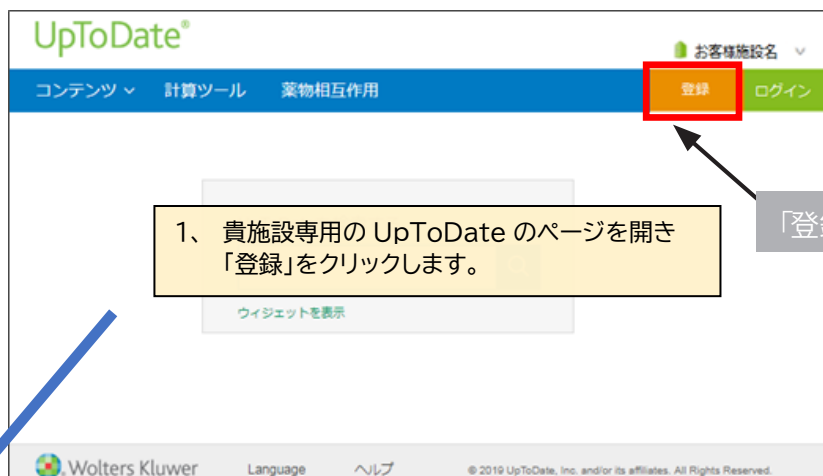 UpToDate®
お客様施設名
コンテンツ 計算ツール 薬物相互作用 登録 ログイン
「登
1、 貴施設専用の UpToDate のページを開き
「登録」をクリックします。
ウィジェットを表示
Wolters Kluwer Language ヘルプ © 2019 UpToDate, Inc. and/or its affiliates. All Rights Reserved.